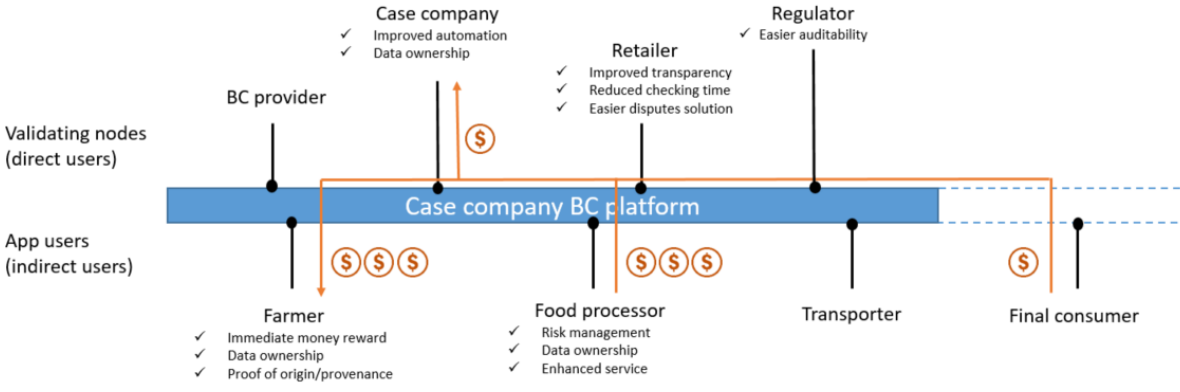 Case company
✓ Improved automation
✓ Data ownership
Regulator
✓ Easier auditability
Retailer
✓ Improved transparency
✓ Reduced checking time
✓ Easier disputes solution
BC provider
Validating nodes
(direct users)
$
Case company BC platform
App users
(indirect users)
$ $ $
$ $ $
$
Farmer
✓ Immediate money reward
✓ Data ownership
✓ Proof of origin/provenance
Food processor
✓ Risk management
✓ Data ownership
✓ Enhanced service
Transporter
Final consumer